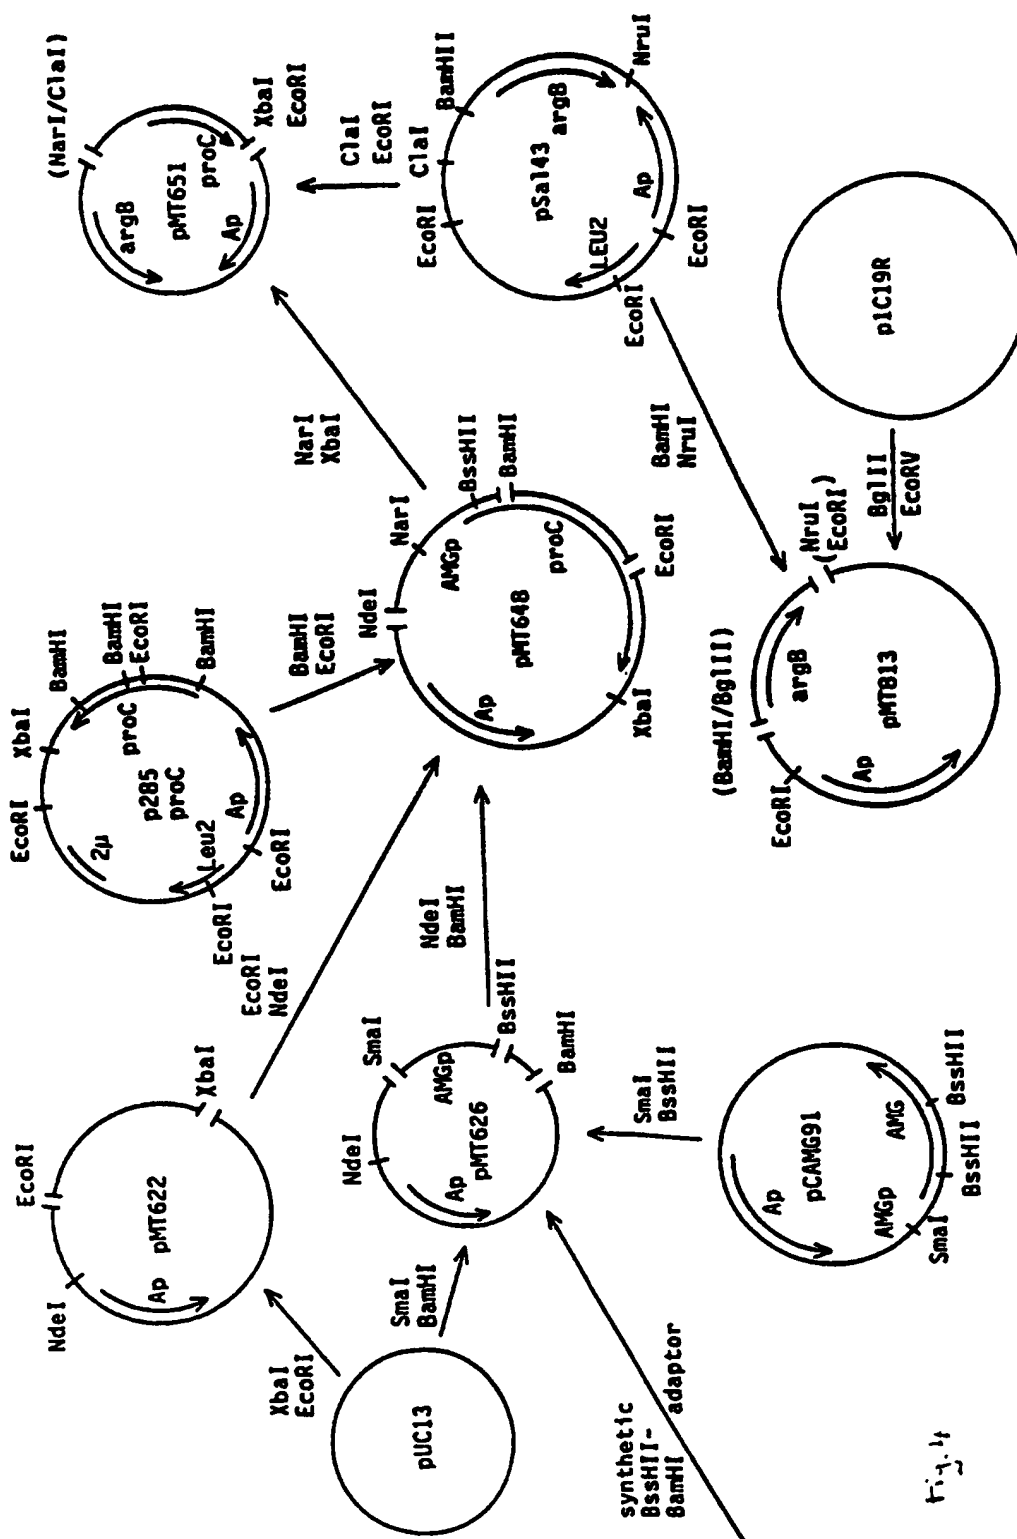 pUC13
XbaI
EcoRI
NdeI
EcoRI
Ap
pMT622
XbaI
EcoRI
NdeI
EcoRI
XbaI
BamHI
BamHI
EcoRI
BamHI
2µ
proC
p285
proC
Leu2
Ap
EcoRI
EcoRI
BamHI
EcoRI
(NarI/ClaI)
argB
pMT651
proC
Ap
XbaI
EcoRI
SmaI
BamHI
NdeI
SmaI
AMGp
Ap
pMT626
BssHII
BamHI
NdeI
BamHI
NdeI
NarI
AMGp
BssHII
BamHI
Ap
pMT648
proC
XbaI
EcoRI
NarI
XbaI
ClaI
EcoRI
EcoRI
ClaI
BamHII
pSal43
argB
LEU2
Ap
NruI
EcoRI
EcoRI
synthetic
BssHII-
BamHI adaptor
SmaI
BssHII
Ap
pCAMG91
AMGp
AMG
SmaI
BssHII
BssHII
BamHI
NruI
(BamHI/BglII)
EcoRI
argB
(NruI
EcoRI)
Ap
pMT813
BglII
EcoRV
p1C19R
Fig.4